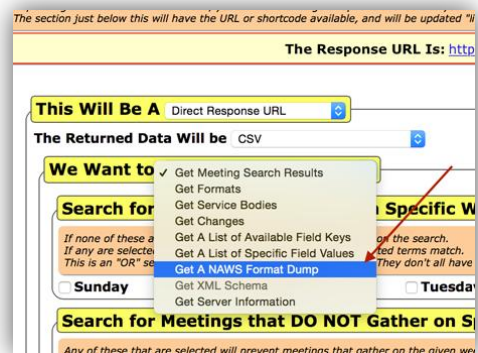 The section just below this will have the URL or shortcode available, and will be updated "li
The Response URL Is: http
This Will Be A Direct Response URL
The Returned Data Will be CSV
We Want to
✓ Get Meeting Search Results
Get Formats
Get Service Bodies
Get Changes
Get A List of Available Field Keys
Get A List of Specific Field Values
Get A NAWS Format Dump
Get XML Schema
Get Server Information
Search for
n Specific W
If none of these a
on the search.
If any are selected
ted terms match.
This is an "OR" se
They don't all have
Sunday
Tuesda
Search for Meetings that DO NOT Gather on Sp
Any of these that are selected will prevent meetings that gather on the given wee